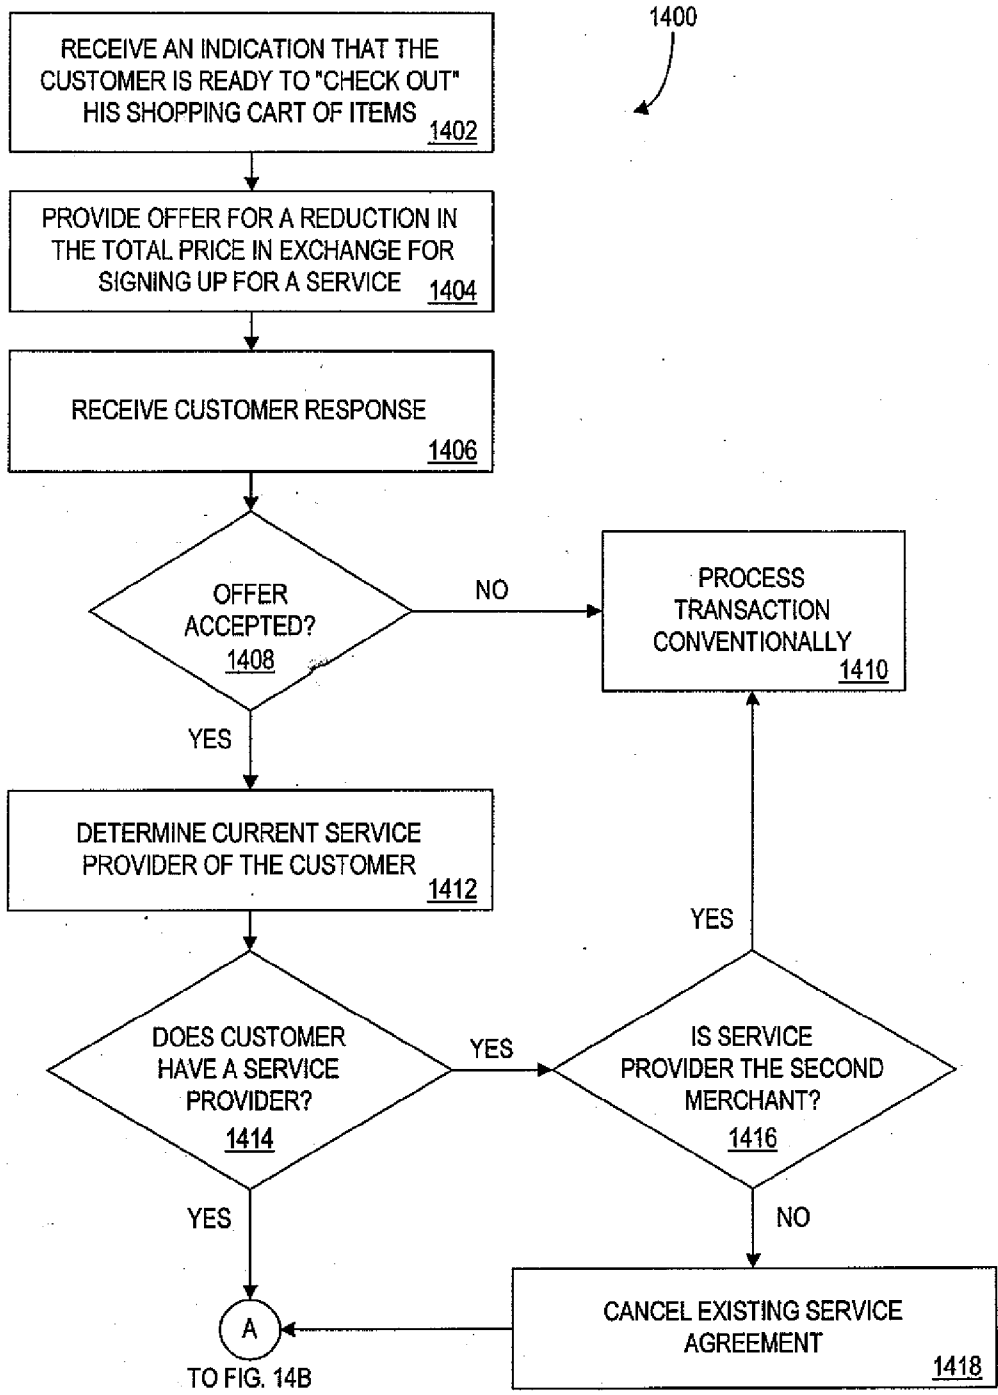 1400
RECEIVE AN INDICATION THAT THE
CUSTOMER IS READY TO "CHECK OUT"
HIS SHOPPING CART OF ITEMS
1402
PROVIDE OFFER FOR A REDUCTION IN
THE TOTAL PRICE IN EXCHANGE FOR
SIGNING UP FOR A SERVICE
1404
RECEIVE CUSTOMER RESPONSE
1406
OFFER
ACCEPTED?
1408
NO
PROCESS
TRANSACTION
CONVENTIONALLY
1410
YES
DETERMINE CURRENT SERVICE
PROVIDER OF THE CUSTOMER
1412
YES
DOES CUSTOMER
HAVE A SERVICE
PROVIDER?
1414
YES
IS SERVICE
PROVIDER THE SECOND
MERCHANT?
1416
YES
NO
CANCEL EXISTING SERVICE
AGREEMENT
1418
A
TO FIG. 14B